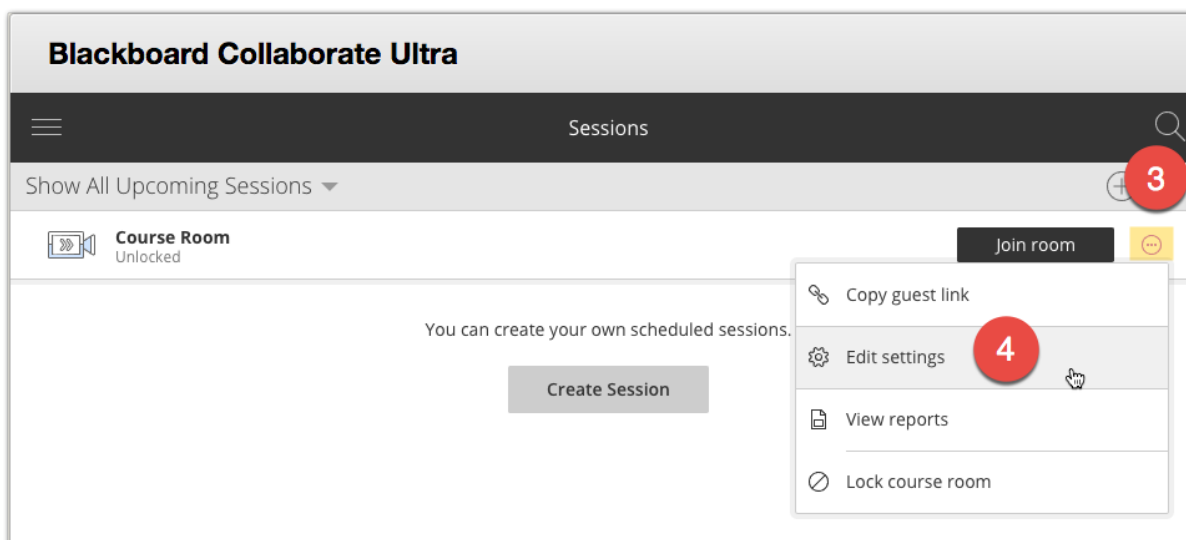 Blackboard Collaborate Ultra
Sessions
Show All Upcoming Sessions
3
Course Room
Unlocked
Join room
Copy guest link
You can create your own scheduled sessions.
Edit settings
4
Create Session
View reports
Lock course room